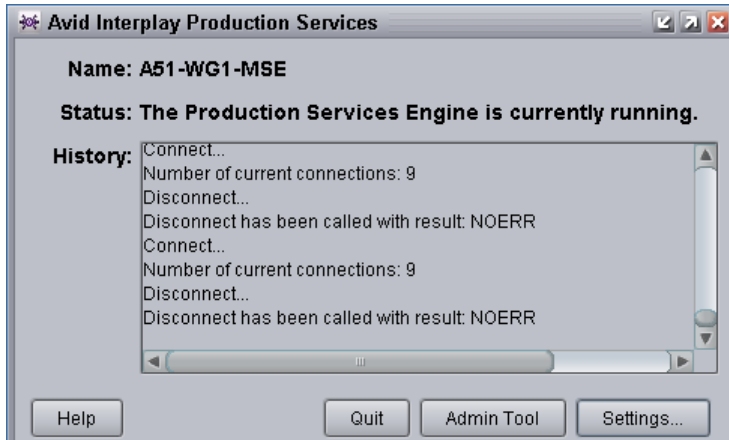 Avid Interplay Production Services
Name: A51-WG1-MSE
Status: The Production Services Engine is currently running.
History:
Connect...
Number of current connections: 9
Disconnect...
Disconnect has been called with result: NOERR
Connect...
Number of current connections: 9
Disconnect...
Disconnect has been called with result: NOERR
Help Quit Admin Tool Settings...